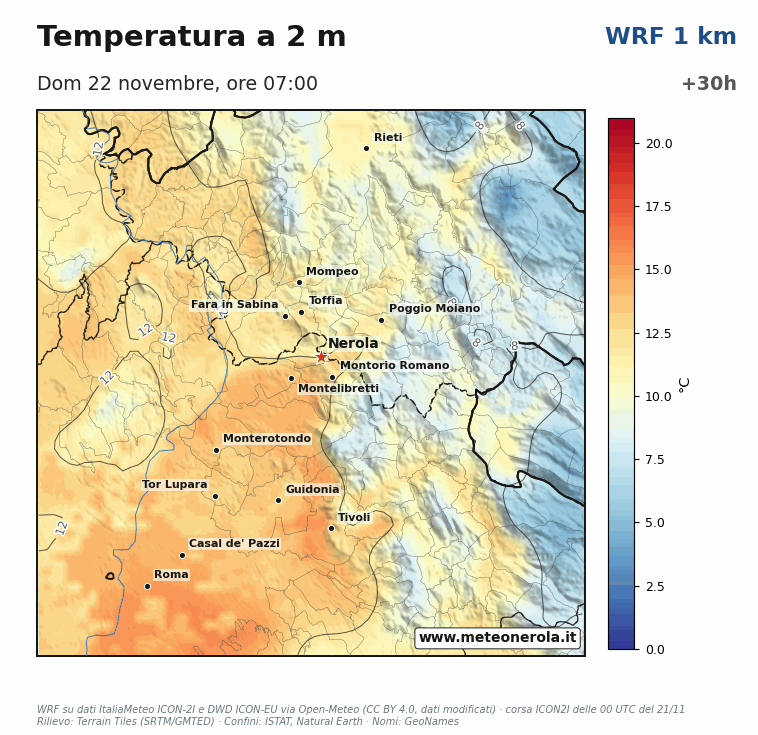 Temperatura a 2 m
WRF 1 km
Dom 22 novembre, ore 07:00
+30h
Rieti
Mompeo
Toffia
Fara in Sabina
Poggio Moiano
Nerola
Montorio Romano
Montelibretti
Monterotondo
Tor Lupara
Guidonia
Tivoli
Casal de' Pazzi
Roma
12
12
12
12
12
8
8
8
8
www.meteonerola.it
20.0
17.5
15.0
12.5
10.0
7.5
5.0
2.5
0.0
°C
WRF su dati ItaliaMeteo ICON-2I e DWD ICON-EU via Open-Meteo (CC BY 4.0, dati modificati) · corsa ICON2I delle 00 UTC del 21/11
Rilievo: Terrain Tiles (SRTM/GMTED) · Confini: ISTAT, Natural Earth · Nomi: GeoNames